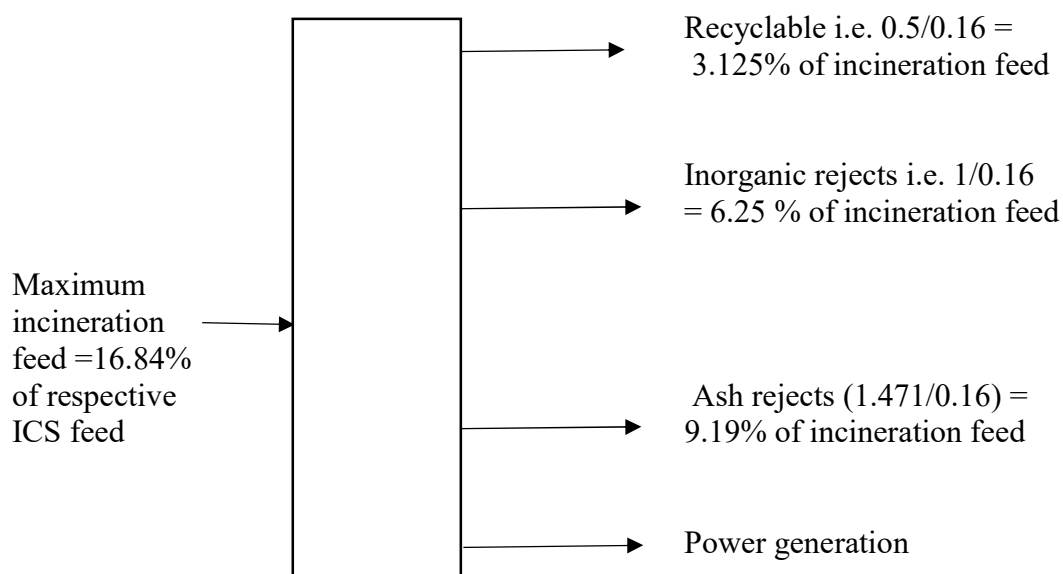 Recyclable i.e. 0.5/0.16 =
3.125% of incineration feed
Inorganic rejects i.e. 1/0.16
= 6.25 % of incineration feed
Maximum
incineration
feed =16.84%
of respective
ICS feed
Ash rejects (1.471/0.16) =
9.19% of incineration feed
Power generation